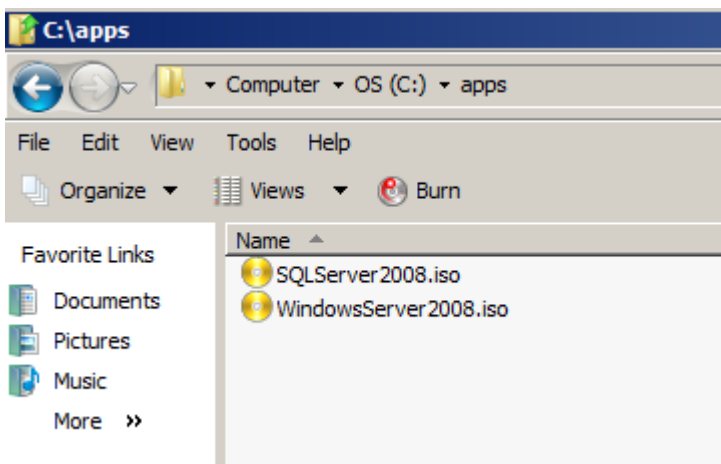 C:\apps
Computer OS (C:) apps
File Edit View Tools Help
Organize Views Burn
Favorite Links
Documents
Pictures
Music
More »
Name
SQLServer2008.iso
WindowsServer2008.iso